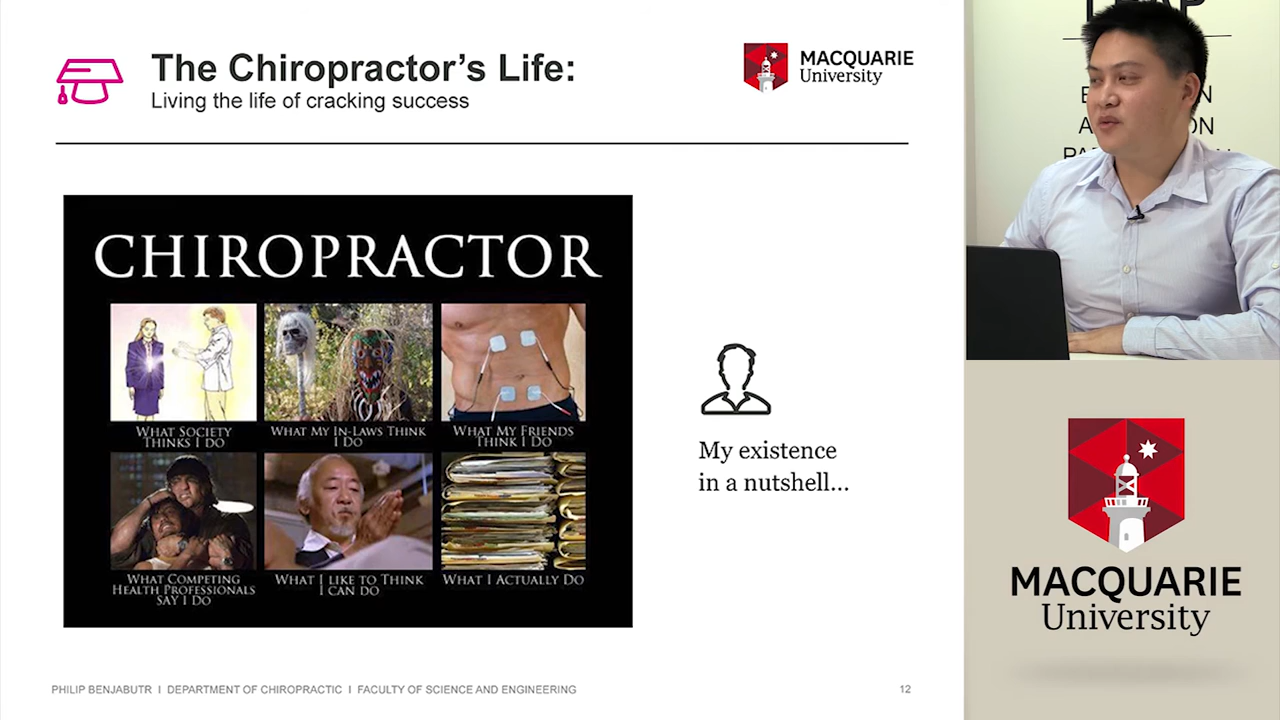 The Chiropractor's Life:
Living the life of cracking success
MACQUARIE
University
CHIROPRACTOR
WHAT SOCIETY
THINKS I DO
WHAT MY IN-LAWS THINK
I DO
WHAT MY FRIENDS
THINK I DO
WHAT COMPETING
HEALTH PROFESSIONALS
SAY I DO
WHAT I LIKE TO THINK
I CAN DO
WHAT I ACTUALLY DO
My existence
in a nutshell...
PHILIP BENJABUTR I DEPARTMENT OF CHIROPRACTIC I FACULTY OF SCIENCE AND ENGINEERING
12
MACQUARIE
University